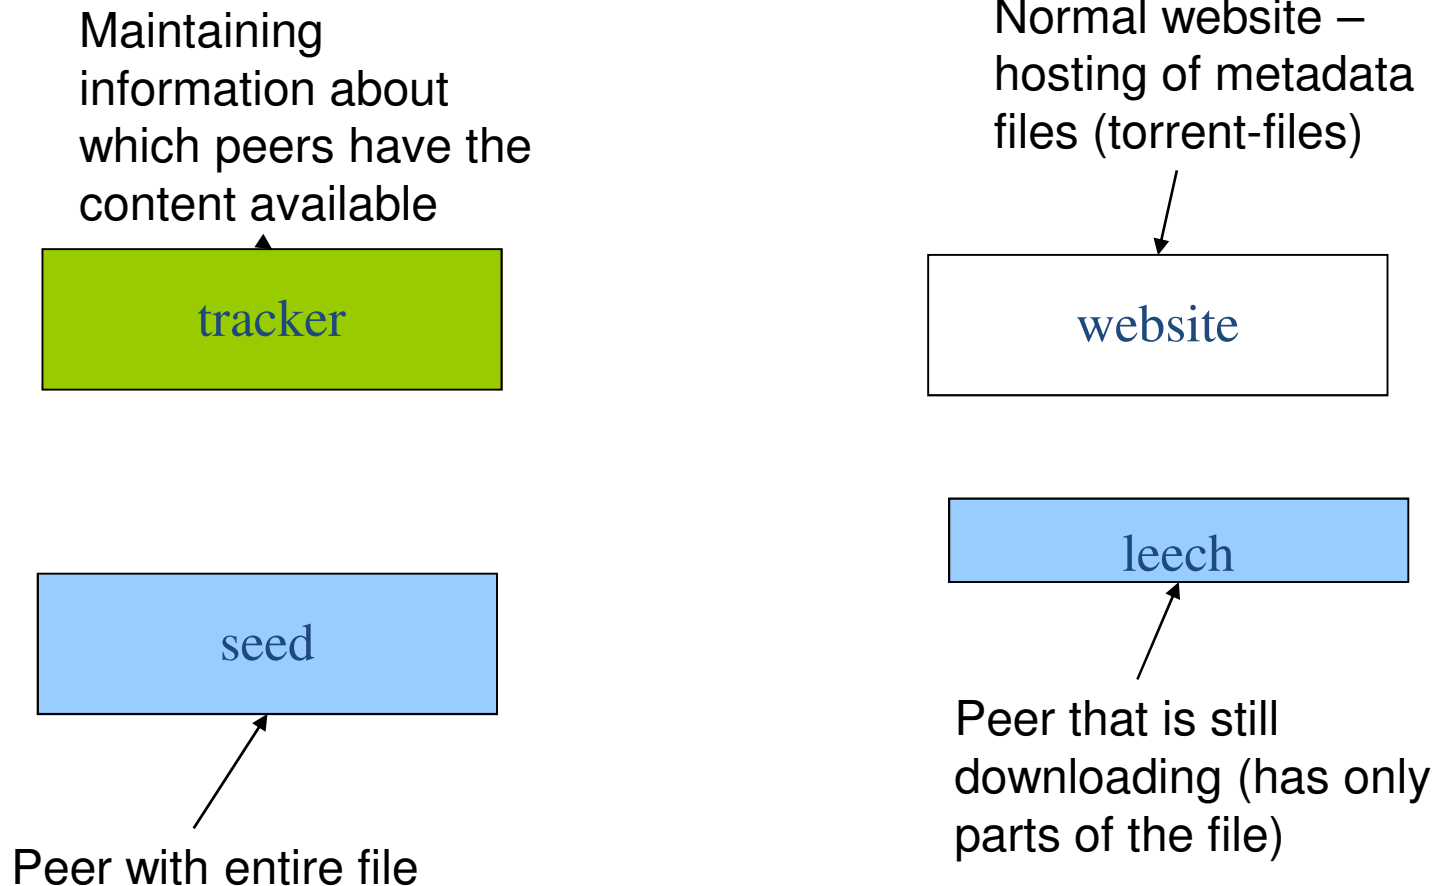 Maintaining
information about
which peers have the
content available
tracker
Normal website –
hosting of metadata
files (torrent-files)
website
seed
Peer with entire file
leech
Peer that is still
downloading (has only
parts of the file)